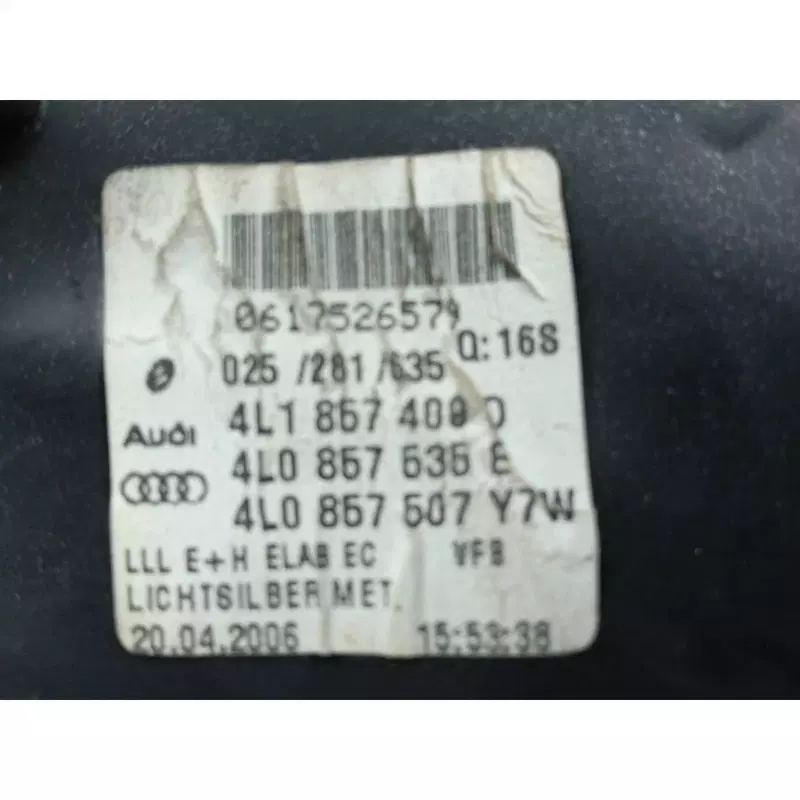 0617526579
Q:16S
025 /281 /635
4L1 857 409 D
Audi
4L0 857 535 E
4L0 857 507 Y7W
LLL E+H ELAB EC VFB
LICHTSILBER MET.
20.04.2006 15:53:38